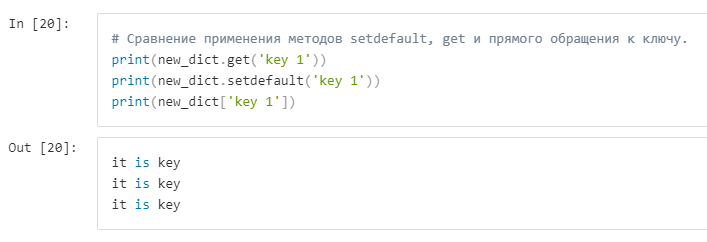 In [20]:
# Сравнение применения методов setdefault, get и прямого обращения к ключу.
print(new_dict.get('key 1'))
print(new_dict.setdefault('key 1'))
print(new_dict['key 1'])
Out [20]:
it is key
it is key
it is key